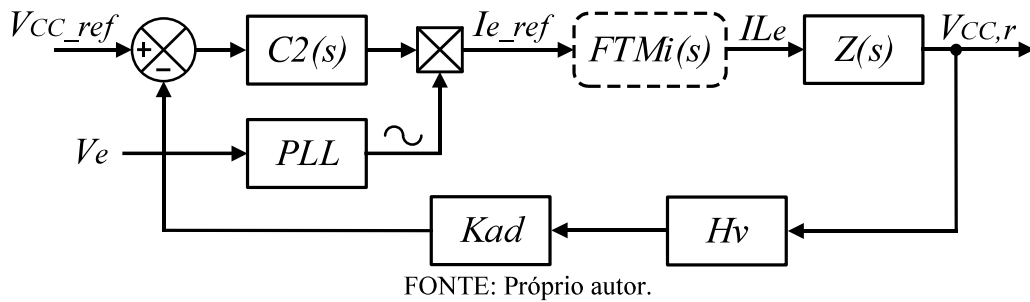 VCC_ref
+
−
C2(s)
Ie_ref
FTMi(s)
ILe
Z(s)
VCC,r
Ve
PLL
Kad
Hv
FONTE: Próprio autor.